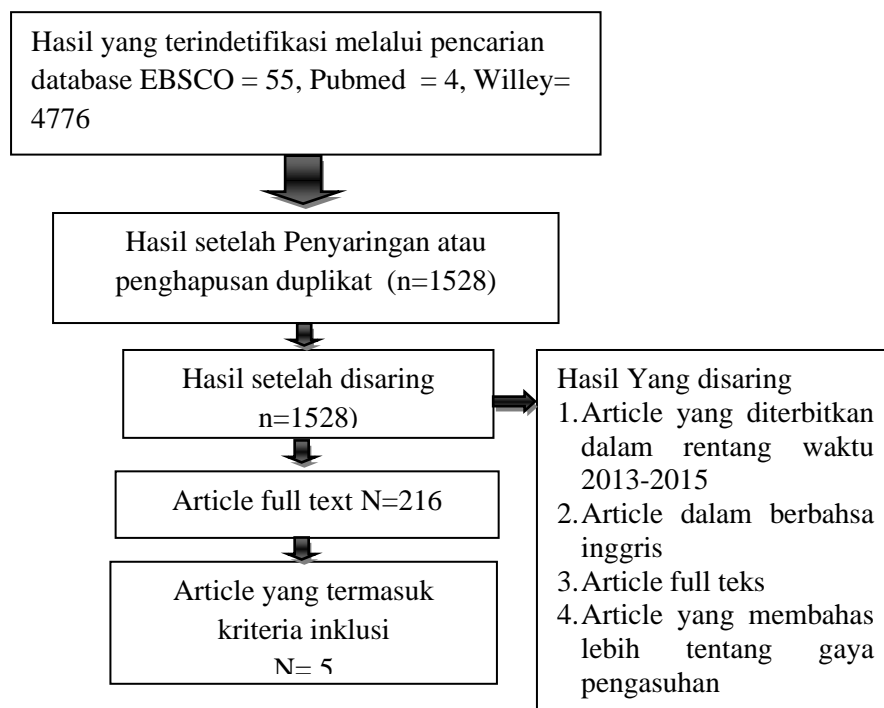 Hasil yang terindetifikasi melalui pencarian
database EBSCO = 55, Pubmed = 4, Willey=
4776
Hasil setelah Penyaringan atau
penghapusan duplikat (n=1528)
Hasil setelah disaring
n=1528)
Article full text N=216
Article yang termasuk
kriteria inklusi
N= 5
Hasil Yang disaring
1. Article yang diterbitkan
dalam rentang waktu
2013-2015
2. Article dalam berbahsa
inggris
3. Article full teks
4. Article yang membahas
lebih tentang gaya
pengasuhan